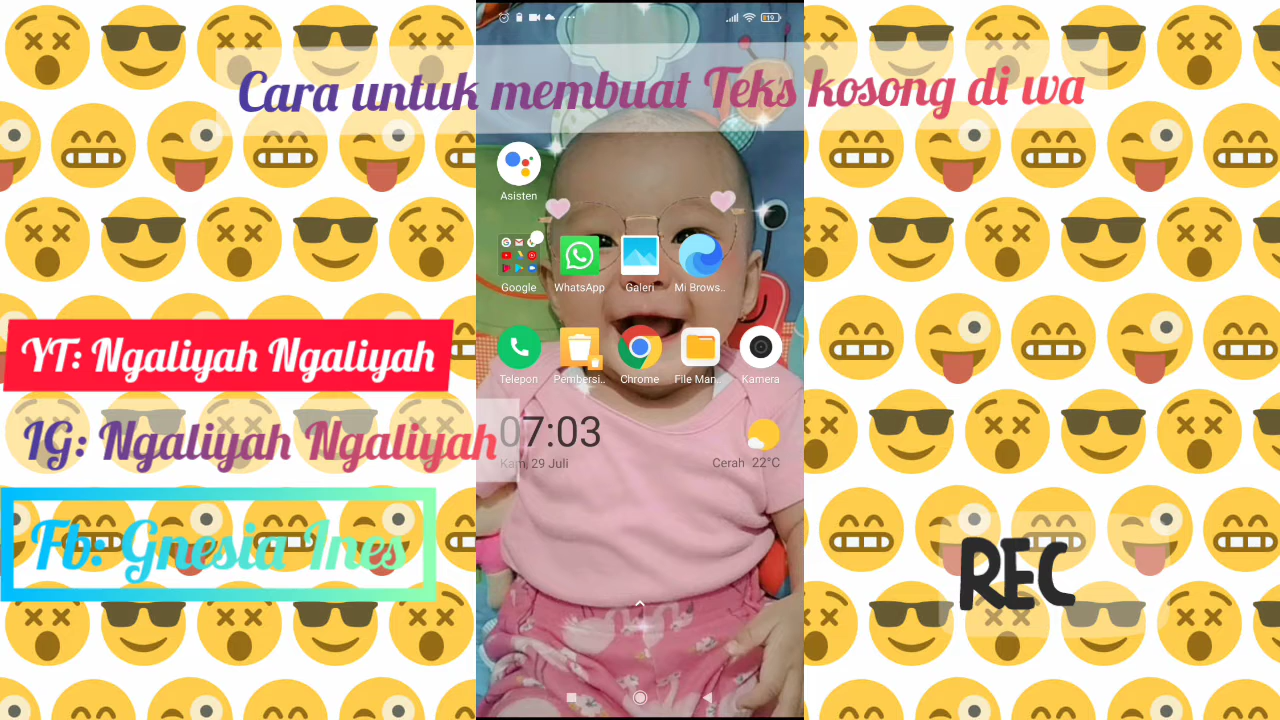 819
Cara untuk membuat Teks kosong di wa
Asisten
Google
WhatsApp
Galeri
Mi Brows..
Telepon
Pembersi..
Chrome
File Man..
Kamera
YT: Ngaliyah Ngaliyah
IG: Ngaliyah Ngaliyah
07:03
Kam, 29 Juli
Cerah 22°C
Fb: Gnesia Ines
REC